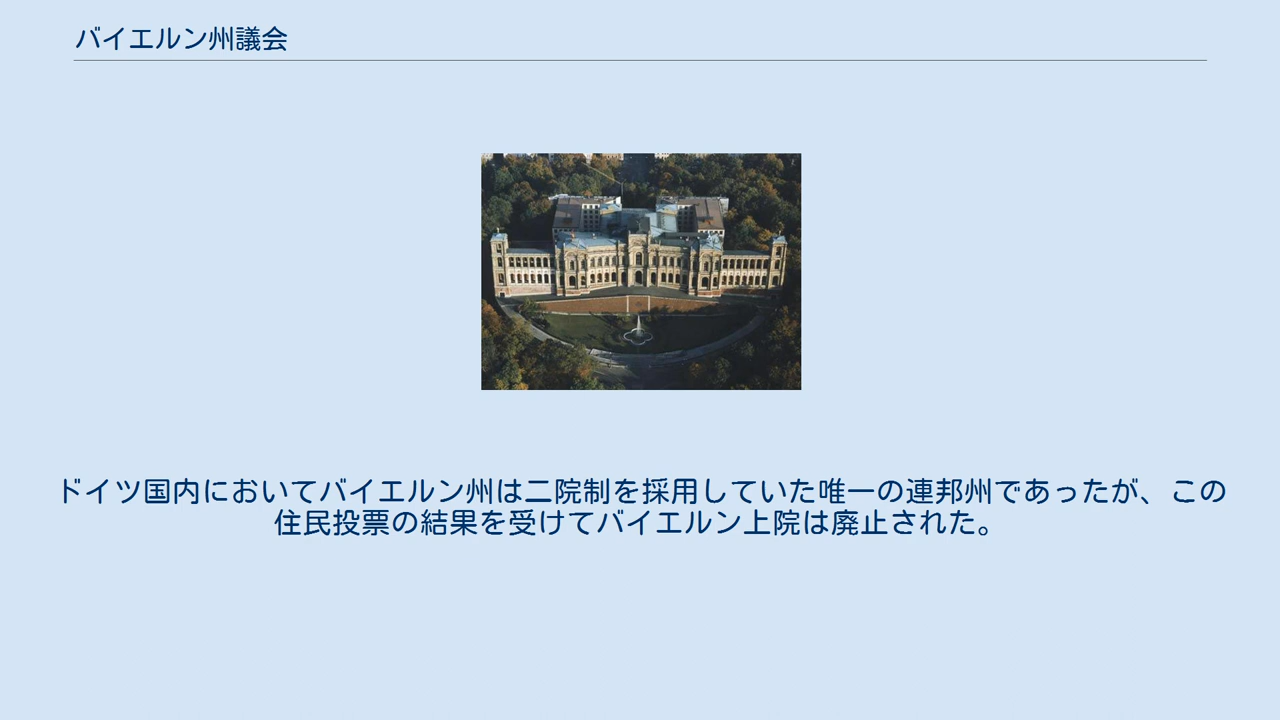 バイエルン州議会
ドイツ国内においてバイエルン州は二院制を採用していた唯一の連邦州であったが、この
住民投票の結果を受けてバイエルン上院は廃止された。